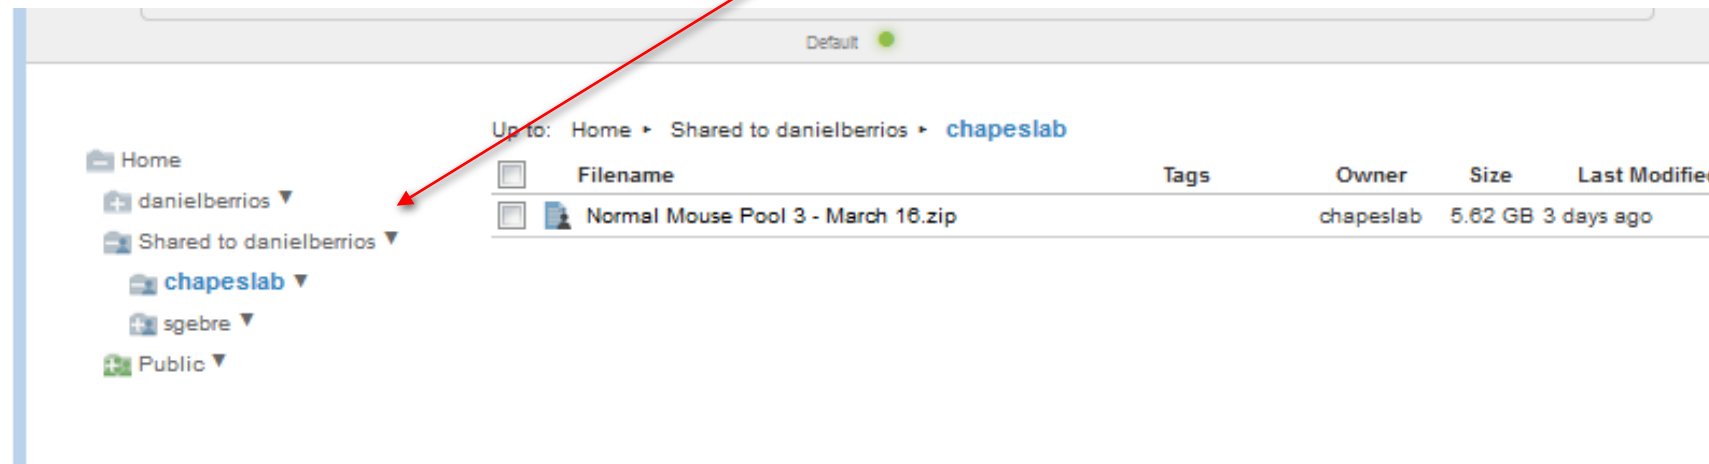 Default
Up to: Home ▸ Shared to danielberrios ▸ chapeslab
Home
danielberrios ▼
Shared to danielberrios ▼
chapeslab ▼
sgebre ▼
Public ▼
Filename Tags Owner Size Last Modified
Normal Mouse Pool 3 - March 16.zip chapeslab 5.62 GB 3 days ago